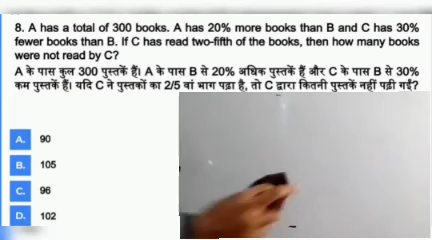 8. A has a total of 300 books. A has 20% more books than B and C has 30%
fewer books than B. If C has read two-fifth of the books, then how many books
were not read by C?
A के पास कुल 300 पुस्तकें हैं। A के पास B से 20% अधिक पुस्तकें हैं और C के पास B से 30%
कम पुस्तकें हैं। यदि C ने पुस्तकों का 2/5 वां भाग पढ़ा है, तो C द्वारा कितनी पुस्तकें नहीं पढ़ी गईं?
A. 90
B. 105
C. 96
D. 102